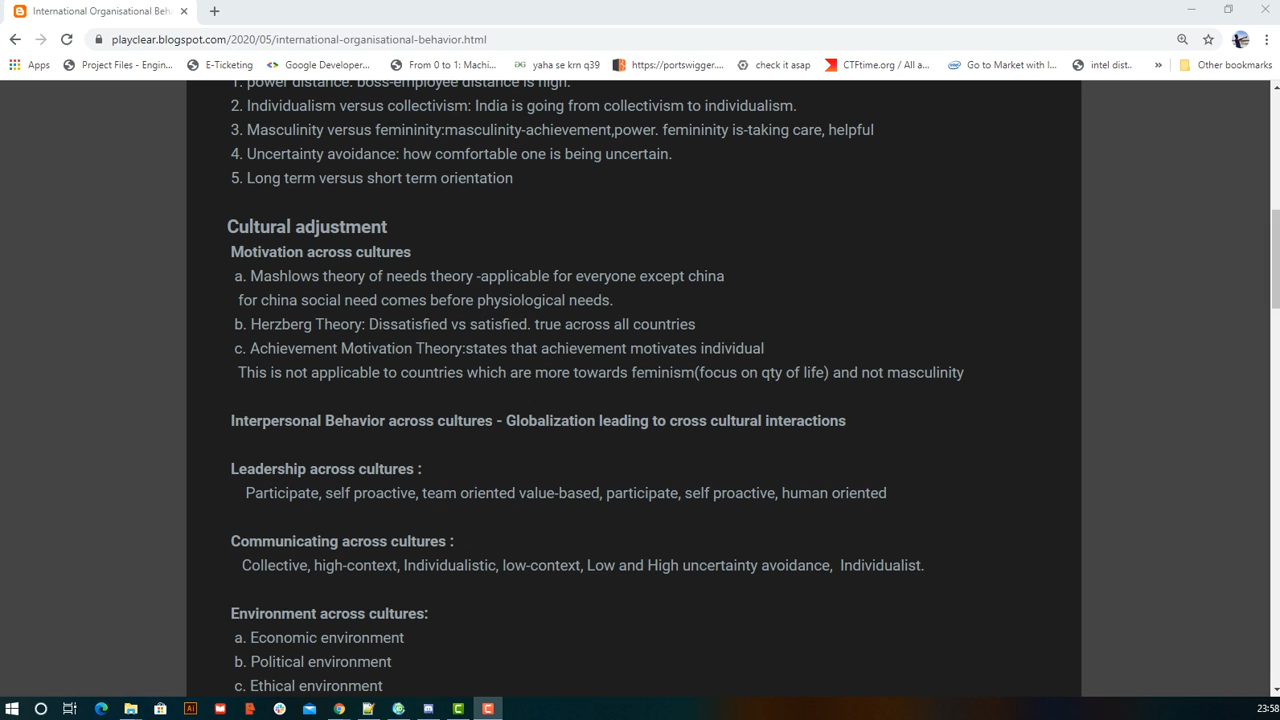 International Organisational Beh
playclear.blogspot.com/2020/05/international-organisational-behavior.html
Apps Project Files - Engin... E-Ticketing Google Developer... From 0 to 1: Machi... yaha se krn q39 https://portswigger.... check it asap CTFtime.org / All a... Go to Market with I... intel dist.. » Other bookmarks
1. power distance: boss-employee distance is high.
2. Individualism versus collectivism: India is going from collectivism to individualism.
3. Masculinity versus femininity:masculinity-achievement,power. femininity is-taking care, helpful
4. Uncertainty avoidance: how comfortable one is being uncertain.
5. Long term versus short term orientation
Cultural adjustment
Motivation across cultures
a. Mashlows theory of needs theory -applicable for everyone except china
for china social need comes before physiological needs.
b. Herzberg Theory: Dissatisfied vs satisfied. true across all countries
c. Achievement Motivation Theory:states that achievement motivates individual
This is not applicable to countries which are more towards feminism(focus on qty of life) and not masculinity
Interpersonal Behavior across cultures - Globalization leading to cross cultural interactions
Leadership across cultures :
Participate, self proactive, team oriented value-based, participate, self proactive, human oriented
Communicating across cultures :
Collective, high-context, Individualistic, low-context, Low and High uncertainty avoidance, Individualist.
Environment across cultures:
a. Economic environment
b. Political environment
c. Ethical environment
23:58